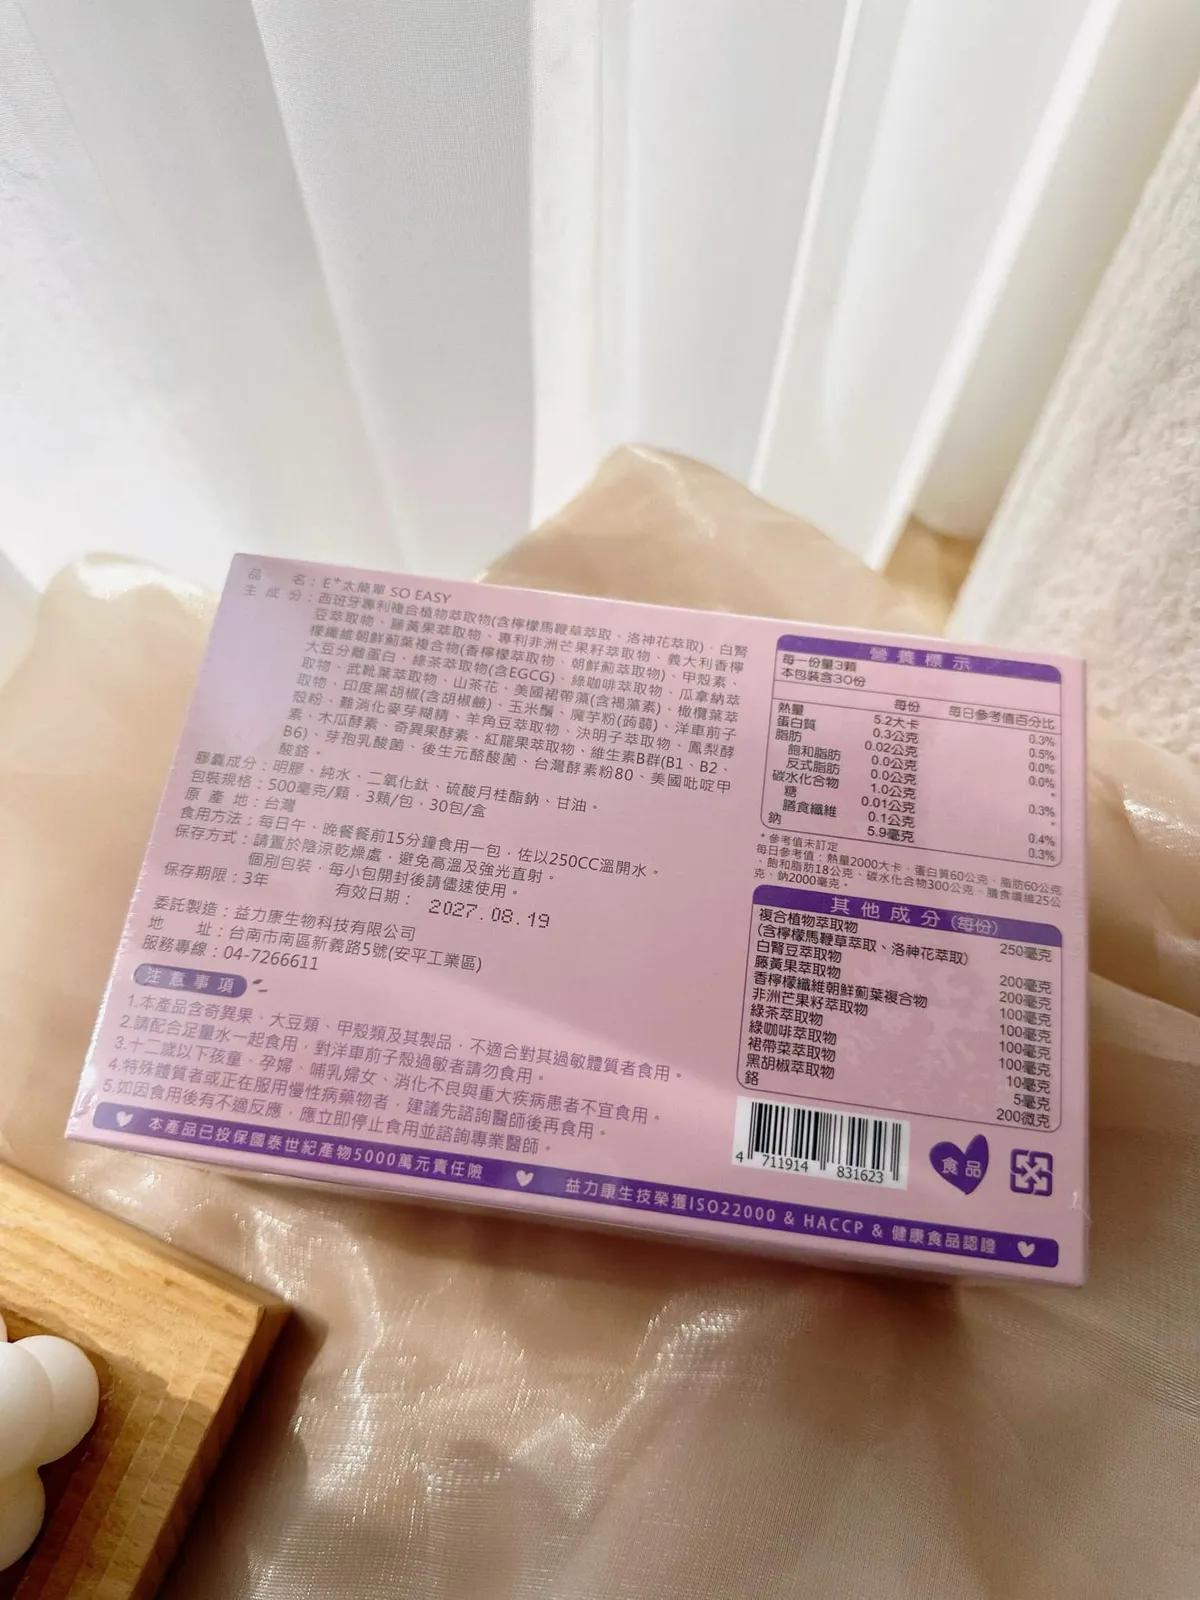 品　　名：E⁺太簡單 SO EASY
主 成 分：西班牙專利複合植物萃取物(含檸檬馬鞭草萃取、洛神花萃取)、白腎
豆萃取物、藤黃果萃取物、專利非洲芒果籽萃取物、義大利香檸
檬纖維朝鮮薊葉複合物(香檸檬萃取物、朝鮮薊萃取物)、甲殼素、
大豆分離蛋白、綠茶萃取物(含EGCG)、綠咖啡萃取物、瓜拿納萃
取物、武靴葉萃取物、山茶花、美國裙帶藻(含褐藻素)、橄欖葉萃
取物、印度黑胡椒(含胡椒鹼)、玉米鬚、魔芋粉(蒟蒻)、洋車前子
殼粉、難消化麥芽糊精、羊角豆萃取物、決明子萃取物、鳳梨酵
素、木瓜酵素、奇異果酵素、紅龍果萃取物、維生素B群(B1、B2、
B6)、芽孢乳酸菌、後生元酪酸菌、台灣酵素粉80、美國吡啶甲
酸鉻。
膠囊成分：明膠、純水、二氧化鈦、硫酸月桂酯鈉、甘油。
包裝規格：500毫克/顆，3顆/包，30包/盒
原 產 地：台灣
食用方法：每日午、晚餐餐前15分鐘食用一包，佐以250CC溫開水。
保存方式：請置於陰涼乾燥處，避免高溫及強光直射。
個別包裝，每小包開封後請儘速使用。
保存期限：3年　　有效日期： 2027.08.19
委託製造：益力康生物科技有限公司
地　　址：台南市南區新義路5號(安平工業區)
服務專線：04-7266611
注意事項
1.本產品含奇異果、大豆類、甲殼類及其製品，不適合對其過敏體質者食用。
2.請配合足量水一起食用，對洋車前子殼過敏者請勿食用。
3.十二歲以下孩童、孕婦、哺乳婦女、消化不良與重大疾病患者不宜食用。
4.特殊體質者或正在服用慢性病藥物者，建議先諮詢醫師後再食用。
5.如因食用後有不適反應，應立即停止食用並諮詢專業醫師。
營養標示
每一份量3顆
本包裝含30份
每份　每日參考值百分比
熱量　5.2大卡　0.3%
蛋白質　0.3公克　0.5%
脂肪　0.02公克　0.0%
飽和脂肪　0.0公克　0.0%
反式脂肪　0.0公克　*
碳水化合物　1.0公克　0.3%
糖　0.01公克　*
膳食纖維　0.1公克　0.4%
鈉　5.9毫克　0.3%
*參考值未訂定
每日參考值：熱量2000大卡、蛋白質60公克、脂肪60公克
、飽和脂肪18公克、碳水化合物300公克、膳食纖維25公
克、鈉2000毫克。
其他成分(每份)
複合植物萃取物
(含檸檬馬鞭草萃取、洛神花萃取)　250毫克
白腎豆萃取物　200毫克
藤黃果萃取物　200毫克
香檸檬纖維朝鮮薊葉複合物　100毫克
非洲芒果籽萃取物　100毫克
綠茶萃取物　100毫克
綠咖啡萃取物　100毫克
裙帶菜萃取物　10毫克
黑胡椒萃取物　5毫克
鉻　200微克
4 711914 831623
食品
本產品已投保國泰世紀產物5000萬元責任險　益力康生技榮獲ISO22000 & HACCP & 健康食品認證